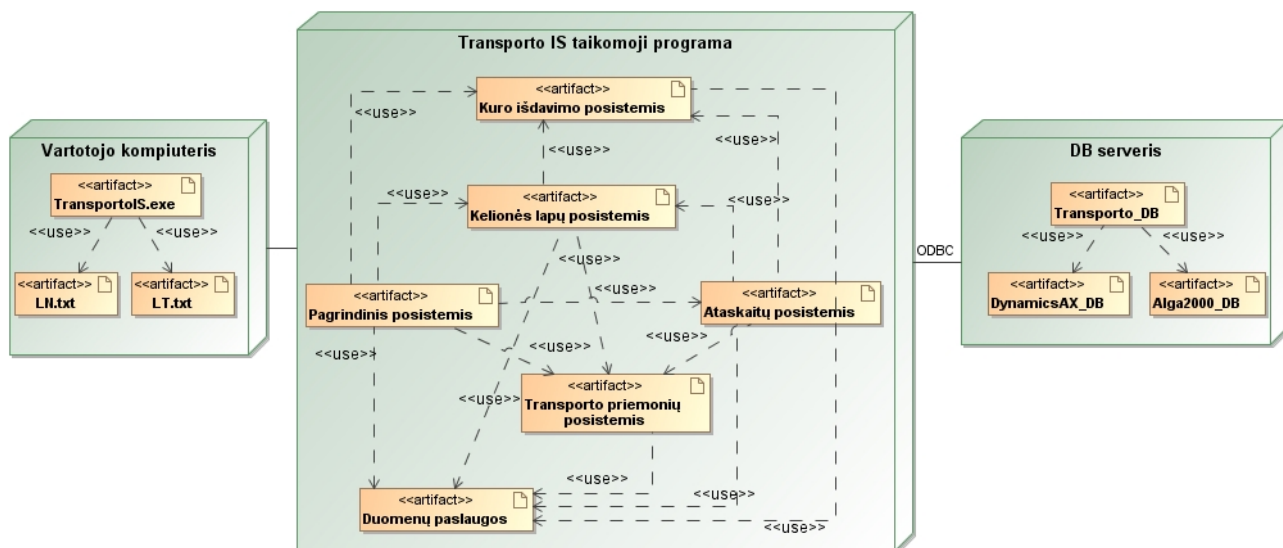 Transporto IS taikomoji programa
<<artifact>>
Kuro išdavimo posistemis
<<use>>
<<use>>
<<use>>
<<artifact>>
Kelionės lapų posistemis
<<use>>
<<use>>
<<use>>
<<use>>
<<artifact>>
Pagrindinis posistemis
<<use>>
<<artifact>>
Ataskaitų posistemis
<<use>>
<<use>>
<<use>>
<<artifact>>
Transporto priemonių
posistemis
<<use>>
<<use>>
<<use>>
<<artifact>>
Duomenų paslaugos
<<use>>
Vartotojo kompiuteris
<<artifact>>
TransportoIS.exe
<<use>>
<<use>>
<<artifact>>
LN.txt
<<artifact>>
LT.txt
ODBC
DB serveris
<<artifact>>
Transporto_DB
<<use>>
<<use>>
<<artifact>>
DynamicsAX_DB
<<artifact>>
Alga2000_DB